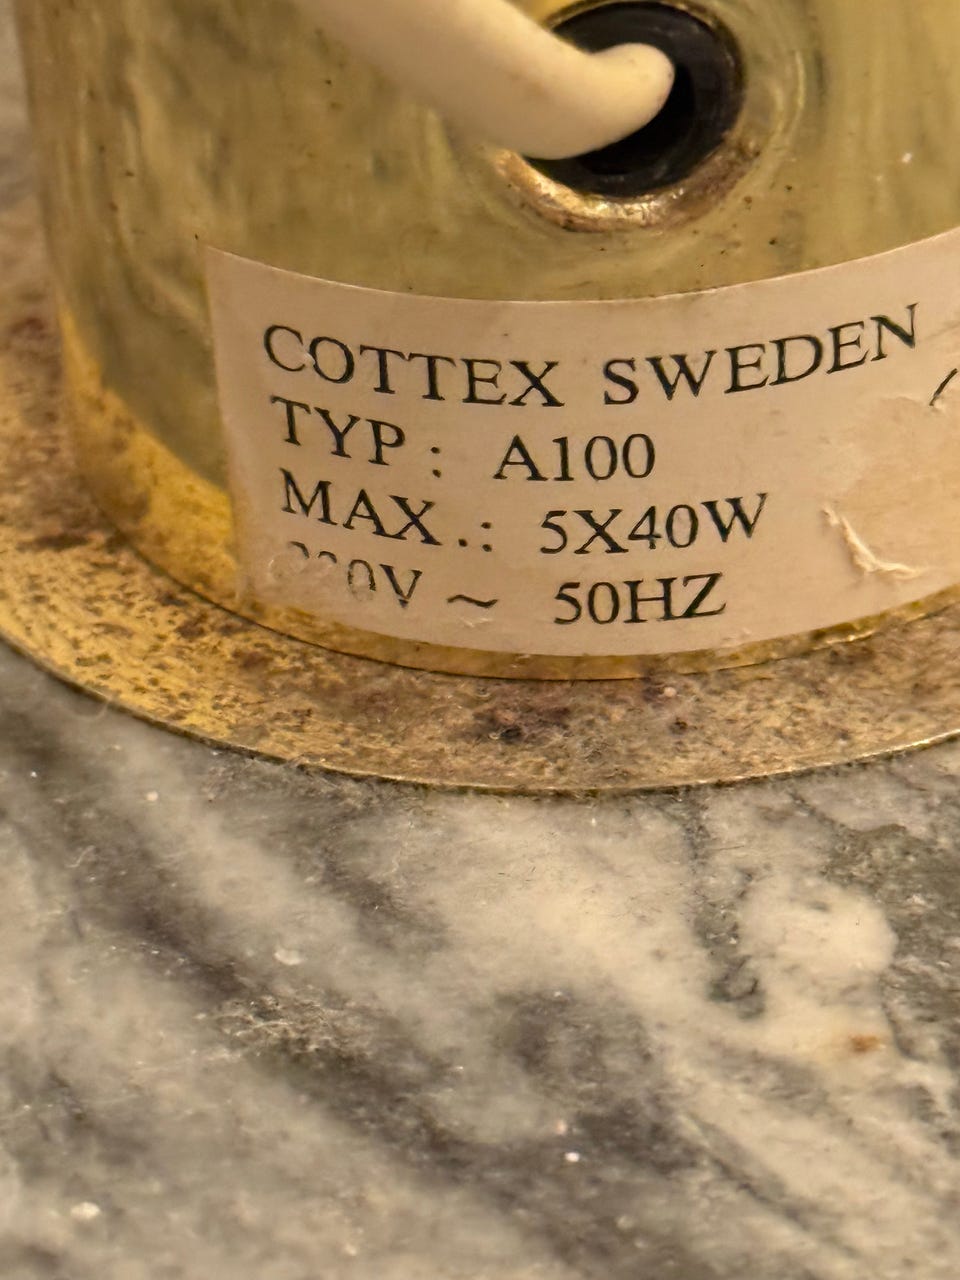 COTTEX SWEDEN
TYP : A100
MAX.: 5X40W
~ 50HZ